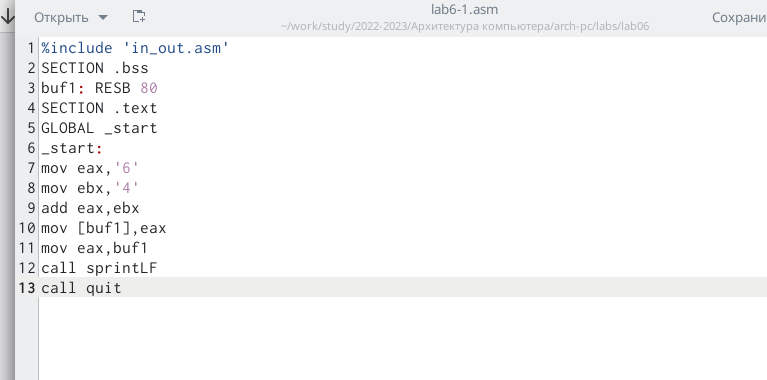 Открыть
lab6-1.asm
~/work/study/2022-2023/Архитектура компьютера/arch-pc/labs/lab06
Сохрани
1 %include 'in_out.asm'
2 SECTION .bss
3 buf1: RESB 80
4 SECTION .text
5 GLOBAL _start
6 _start:
7 mov eax,'6'
8 mov ebx,'4'
9 add eax,ebx
10 mov [buf1],eax
11 mov eax,buf1
12 call sprintLF
13 call quit